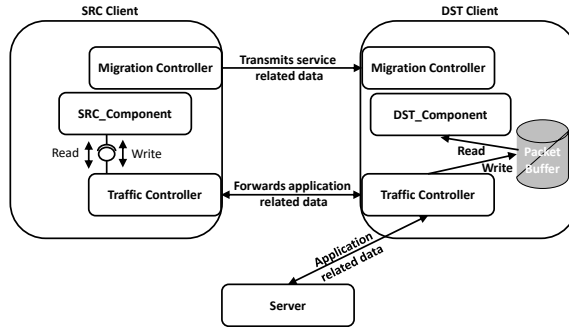 SRC Client
DST Client
Migration Controller
Transmits service
related data
Migration Controller
SRC_Component
DST_Component
Read
Write
Read
Write
Packet
Buffer
Traffic Controller
Forwards application
related data
Traffic Controller
Application
related data
Server